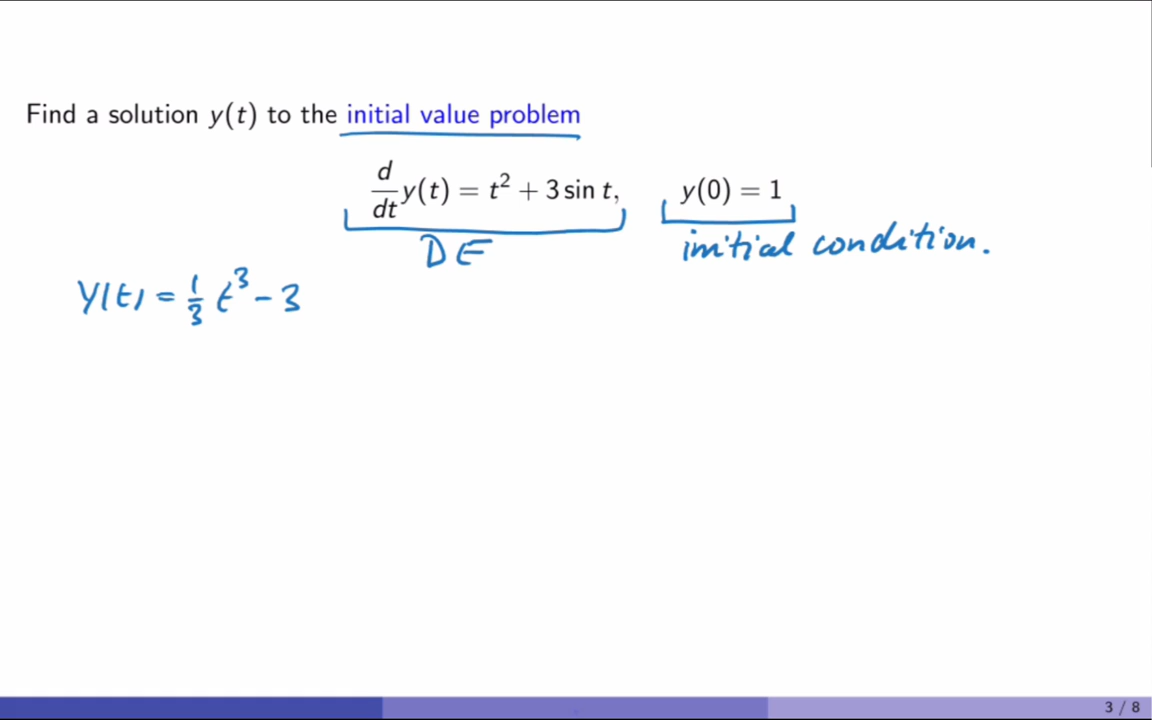 Find a solution y(t) to the initial value problem
d/dt y(t) = t² + 3 sin t, y(0) = 1
DE initial condition.
y(t) = 1/3 t³ - 3
3 / 8